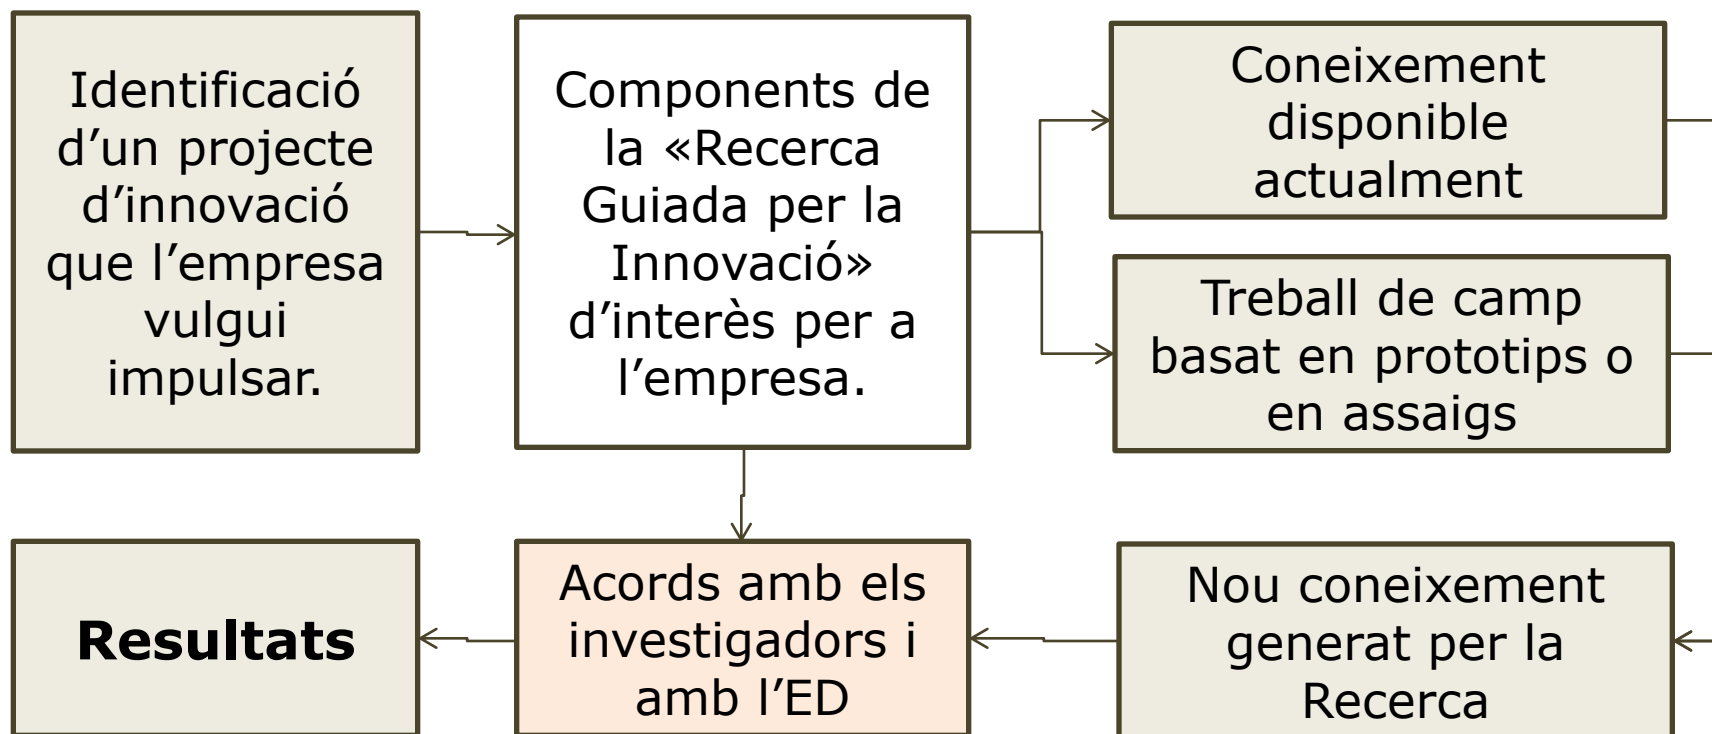 Identificació
d’un projecte
d’innovació
que l’empresa
vulgui
impulsar.
Components de
la «Recerca
Guiada per la
Innovació»
d’interès per a
l’empresa.
Coneixement
disponible
actualment
Treball de camp
basat en prototips o
en assaigs
Resultats
Acords amb els
investigadors i
amb l’ED
Nou coneixement
generat per la
Recerca